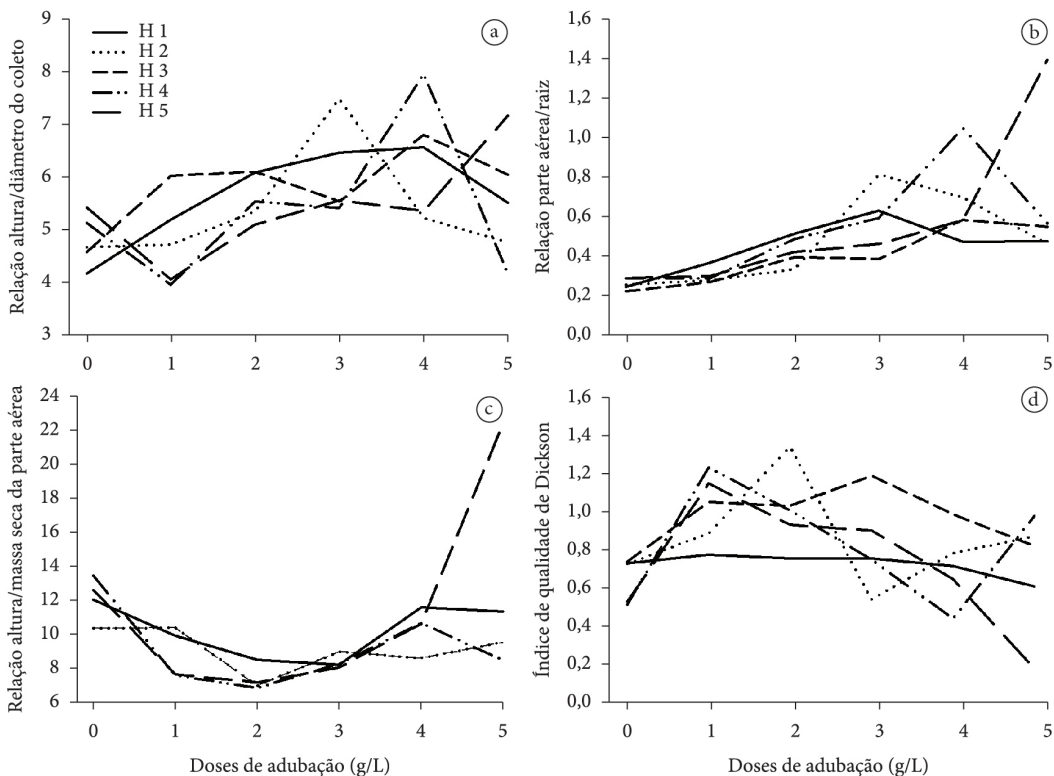 Relação altura/diâmetro do coleto
9
8
7
6
5
4
3
0 1 2 3 4 5
H 1
H 2
H 3
H 4
H 5
a
Relação parte aérea/raiz
1,6
1,4
1,2
1,0
0,8
0,6
0,4
0,2
0,0
0 1 2 3 4 5
b
Relação altura/massa seca da parte aérea
24
22
20
18
16
14
12
10
8
6
0 1 2 3 4 5
Doses de adubação (g/L)
c
Índice de qualidade de Dickson
1,6
1,4
1,2
1,0
0,8
0,6
0,4
0,2
0,0
0 1 2 3 4 5
Doses de adubação (g/L)
d